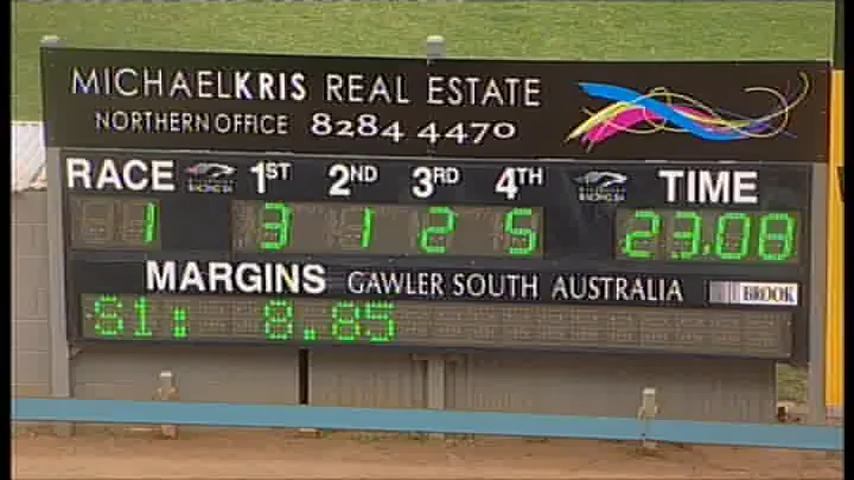 MICHAELKRIS REAL ESTATE
NORTHERN OFFICE 8284 4470
RACE 1ST 2ND 3RD 4TH TIME
1 3 1 2 5 23.08
MARGINS GAWLER SOUTH AUSTRALIA BROOK
S1: 8.85